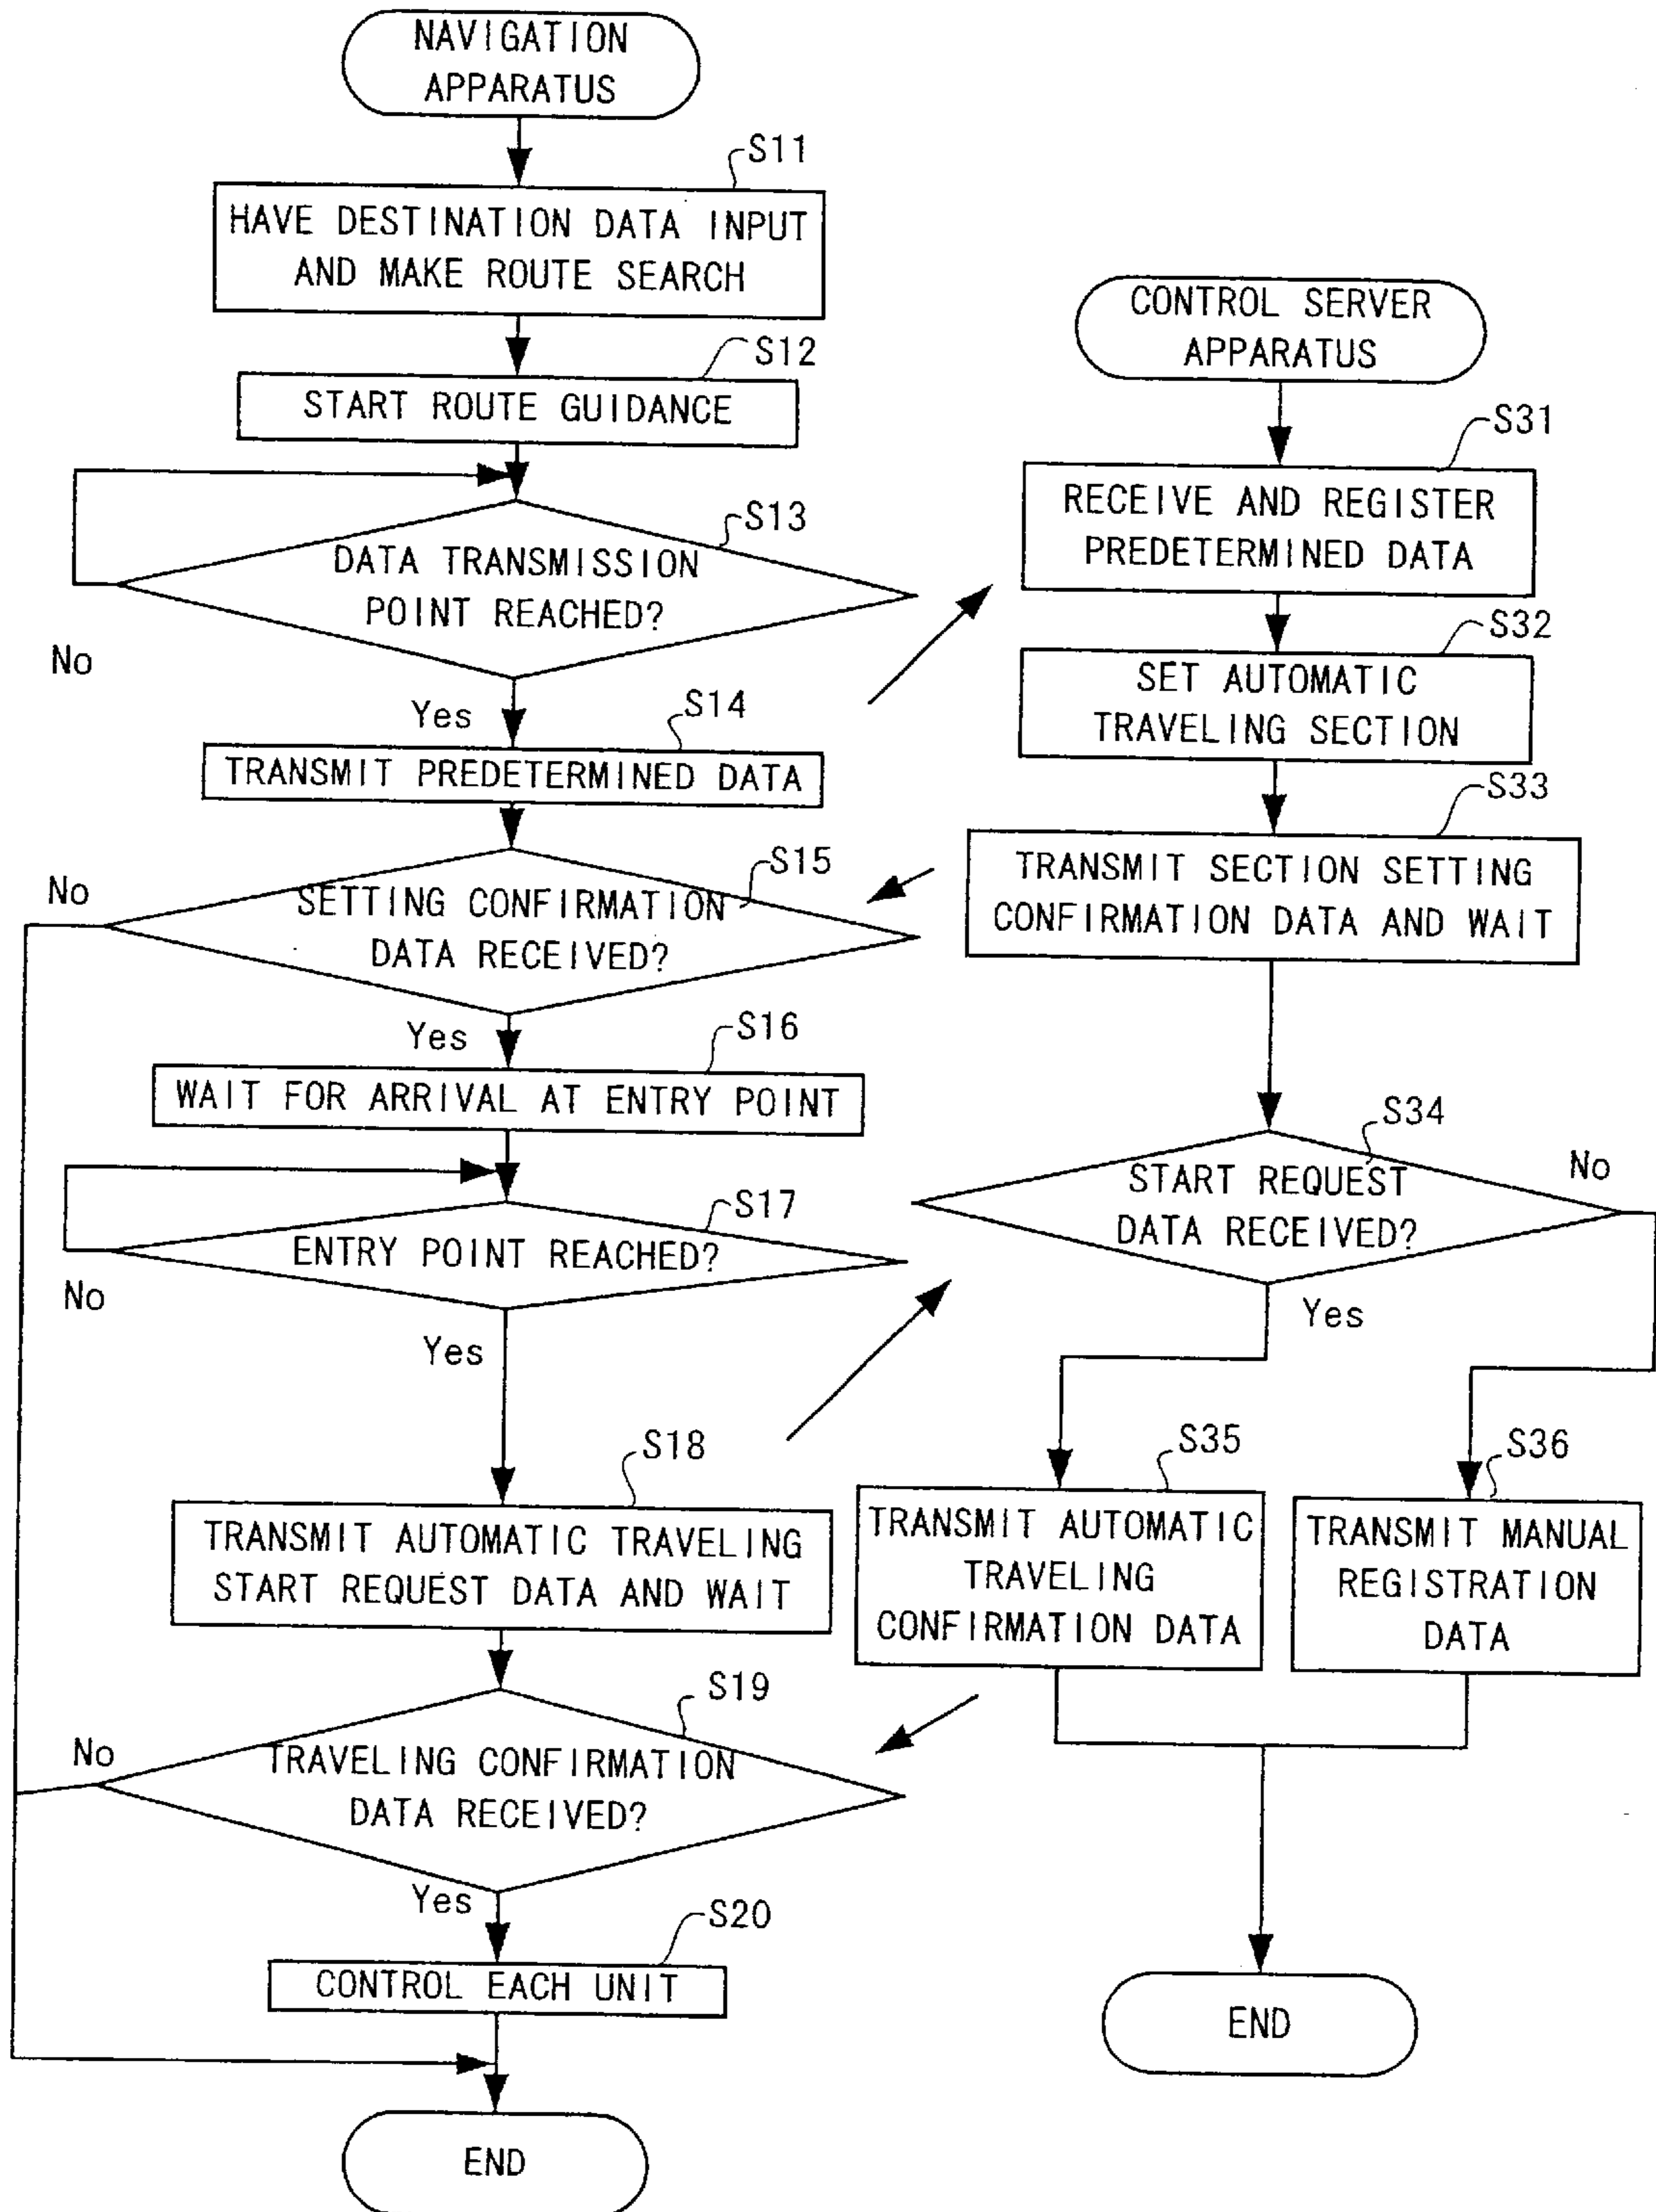 NAVIGATION
APPARATUS
S11
HAVE DESTINATION DATA INPUT
AND MAKE ROUTE SEARCH
S12
START ROUTE GUIDANCE
S13
DATA TRANSMISSION
POINT REACHED?
No
Yes
S14
TRANSMIT PREDETERMINED DATA
S15
No
SETTING CONFIRMATION
DATA RECEIVED?
Yes
S16
WAIT FOR ARRIVAL AT ENTRY POINT
S17
ENTRY POINT REACHED?
No
Yes
S18
TRANSMIT AUTOMATIC TRAVELING
START REQUEST DATA AND WAIT
S19
No
TRAVELING CONFIRMATION
DATA RECEIVED?
Yes
S20
CONTROL EACH UNIT
END
CONTROL SERVER
APPARATUS
S31
RECEIVE AND REGISTER
PREDETERMINED DATA
S32
SET AUTOMATIC
TRAVELING SECTION
S33
TRANSMIT SECTION SETTING
CONFIRMATION DATA AND WAIT
S34
No
START REQUEST
DATA RECEIVED?
Yes
S35
TRANSMIT AUTOMATIC
TRAVELING
CONFIRMATION DATA
S36
TRANSMIT MANUAL
REGISTRATION
DATA
END